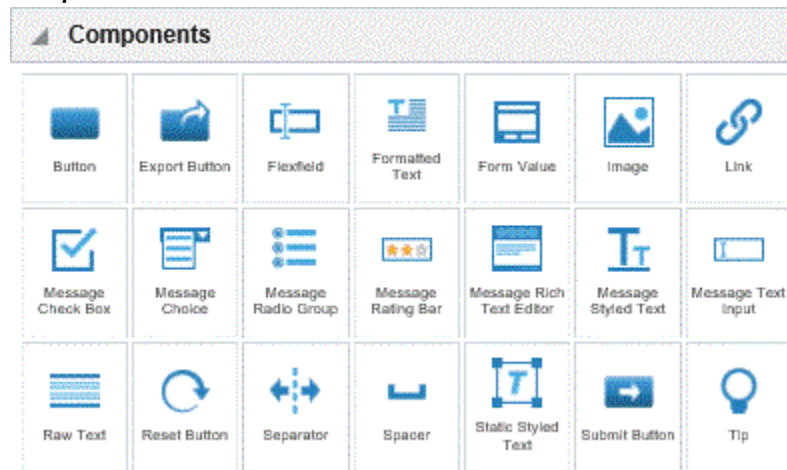 Components
Button
Export Button
Flexfield
Formatted
Text
Form Value
Image
Link
Message
Check Box
Message
Choice
Message
Radio Group
Message
Rating Bar
Message Rich
Text Editor
Message
Styled Text
Message Text
Input
Raw Text
Reset Button
Separator
Spacer
Static Styled
Text
Submit Button
Tip